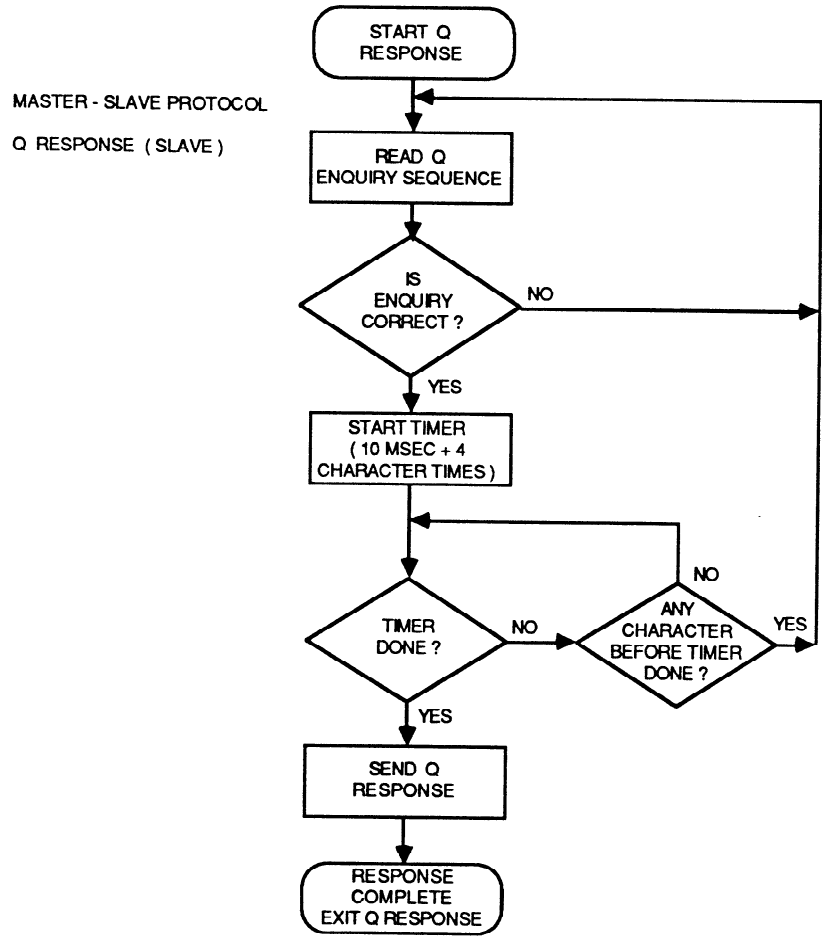 START Q
RESPONSE
MASTER - SLAVE PROTOCOL
Q RESPONSE ( SLAVE )
READ Q
ENQUIRY SEQUENCE
IS
ENQUIRY
CORRECT ?
NO
YES
START TIMER
( 10 MSEC + 4
CHARACTER TIMES )
TIMER
DONE ?
NO
NO
ANY
CHARACTER
BEFORE TIMER
DONE ?
YES
YES
SEND Q
RESPONSE
RESPONSE
COMPLETE
EXIT Q RESPONSE